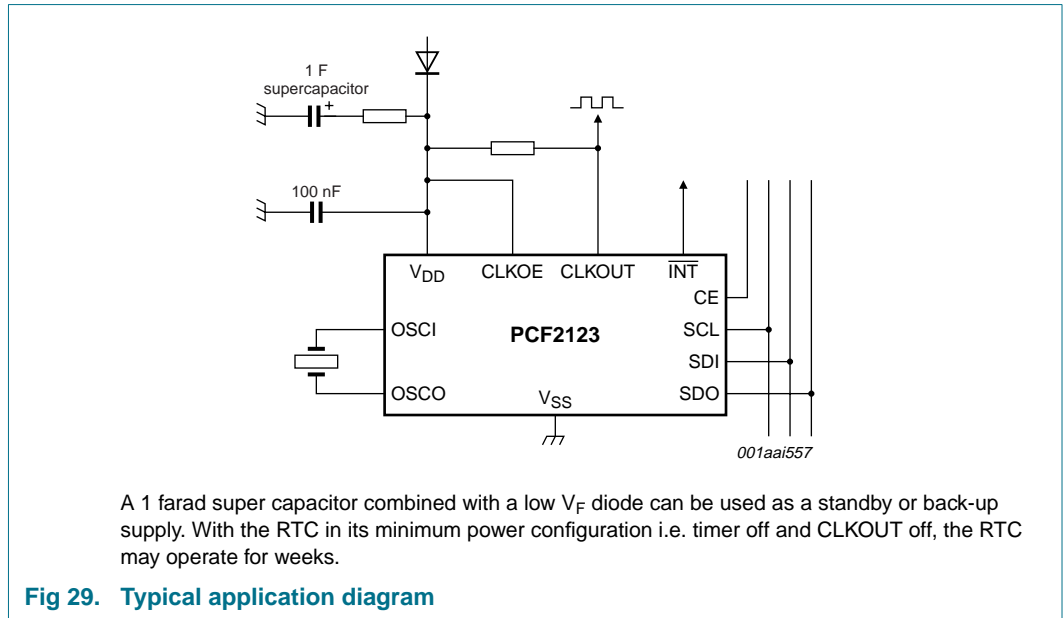 1 F
supercapacitor
+
100 nF
VDD
CLKOE
CLKOUT
INT
CE
OSCI
PCF2123
SCL
SDI
OSCO
VSS
SDO
001aai557
A 1 farad super capacitor combined with a low VF diode can be used as a standby or back-up
supply. With the RTC in its minimum power configuration i.e. timer off and CLKOUT off, the RTC
may operate for weeks.
Fig 29. Typical application diagram